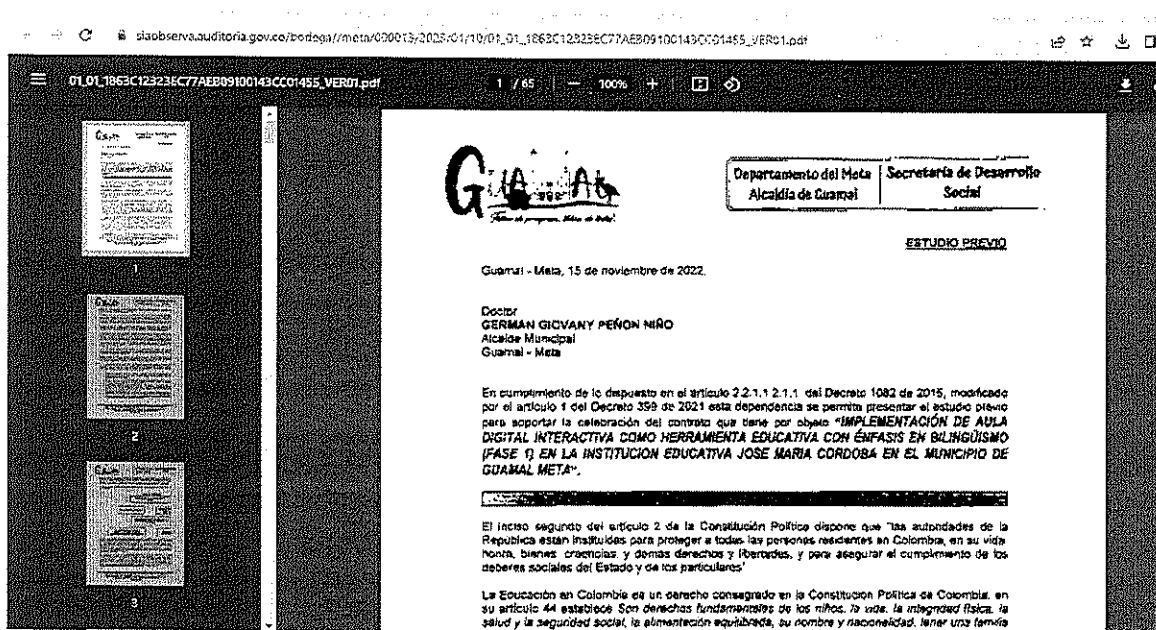 siaobserva.auditoria.gov.co/bodega//meta/000013/2023/01/10/01_01_1863C12323EC77AEB09100143CC01455_VER01.pdf
01_01_1863C12323EC77AEB09100143CC01455_VER01.pdf
1 / 65 — 100% +
Departamento del Meta
Alcaldía de Guamal
Secretaría de Desarrollo
Social
ESTUDIO PREVIO
Guamal - Meta, 15 de noviembre de 2022.
Doctor
GERMAN GIOVANY PEÑON NIÑO
Alcalde Municipal
Guamal - Meta
En cumplimiento de lo dispuesto en el artículo 2.2.1.1.2.1.1. del Decreto 1082 de 2015, modificado
por el artículo 1 del Decreto 399 de 2021 esta dependencia se permite presentar el estudio previo
para soportar la celebración del contrato que tiene por objeto "IMPLEMENTACIÓN DE AULA
DIGITAL INTERACTIVA COMO HERRAMIENTA EDUCATIVA CON ÉNFASIS EN BILINGÜISMO
(FASE 1) EN LA INSTITUCIÓN EDUCATIVA JOSE MARIA CORDOBA EN EL MUNICIPIO DE
GUAMAL META".
El inciso segundo del artículo 2 de la Constitución Política dispone que "las autoridades de la
República están instituidas para proteger a todas las personas residentes en Colombia, en su vida
honra, bienes, creencias, y demás derechos y libertades, y para asegurar el cumplimiento de los
deberes sociales del Estado y de los particulares"
La Educación en Colombia es un derecho consagrado en la Constitución Política de Colombia, en
su artículo 44 establece Son derechos fundamentales de los niños. la vida, la integridad física, la
salud y la seguridad social, la alimentación equilibrada, su nombre y nacionalidad, tener una familia
1
2
3